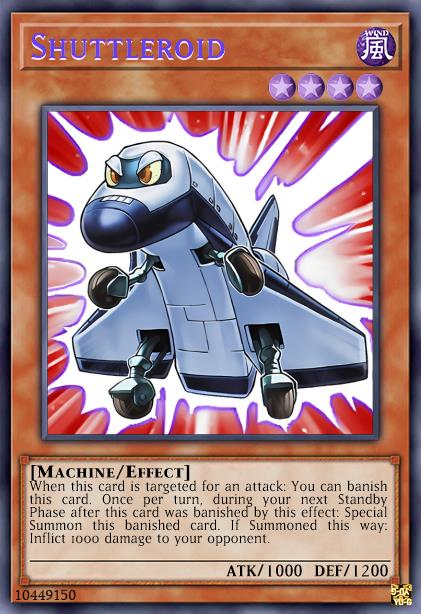 Shuttleroid
WIND
風
[Machine/Effect]
When this card is targeted for an attack: You can banish
this card. Once per turn, during your next Standby
Phase after this card was banished by this effect: Special
Summon this banished card. If Summoned this way:
Inflict 1000 damage to your opponent.
ATK/1000 DEF/1200
10449150